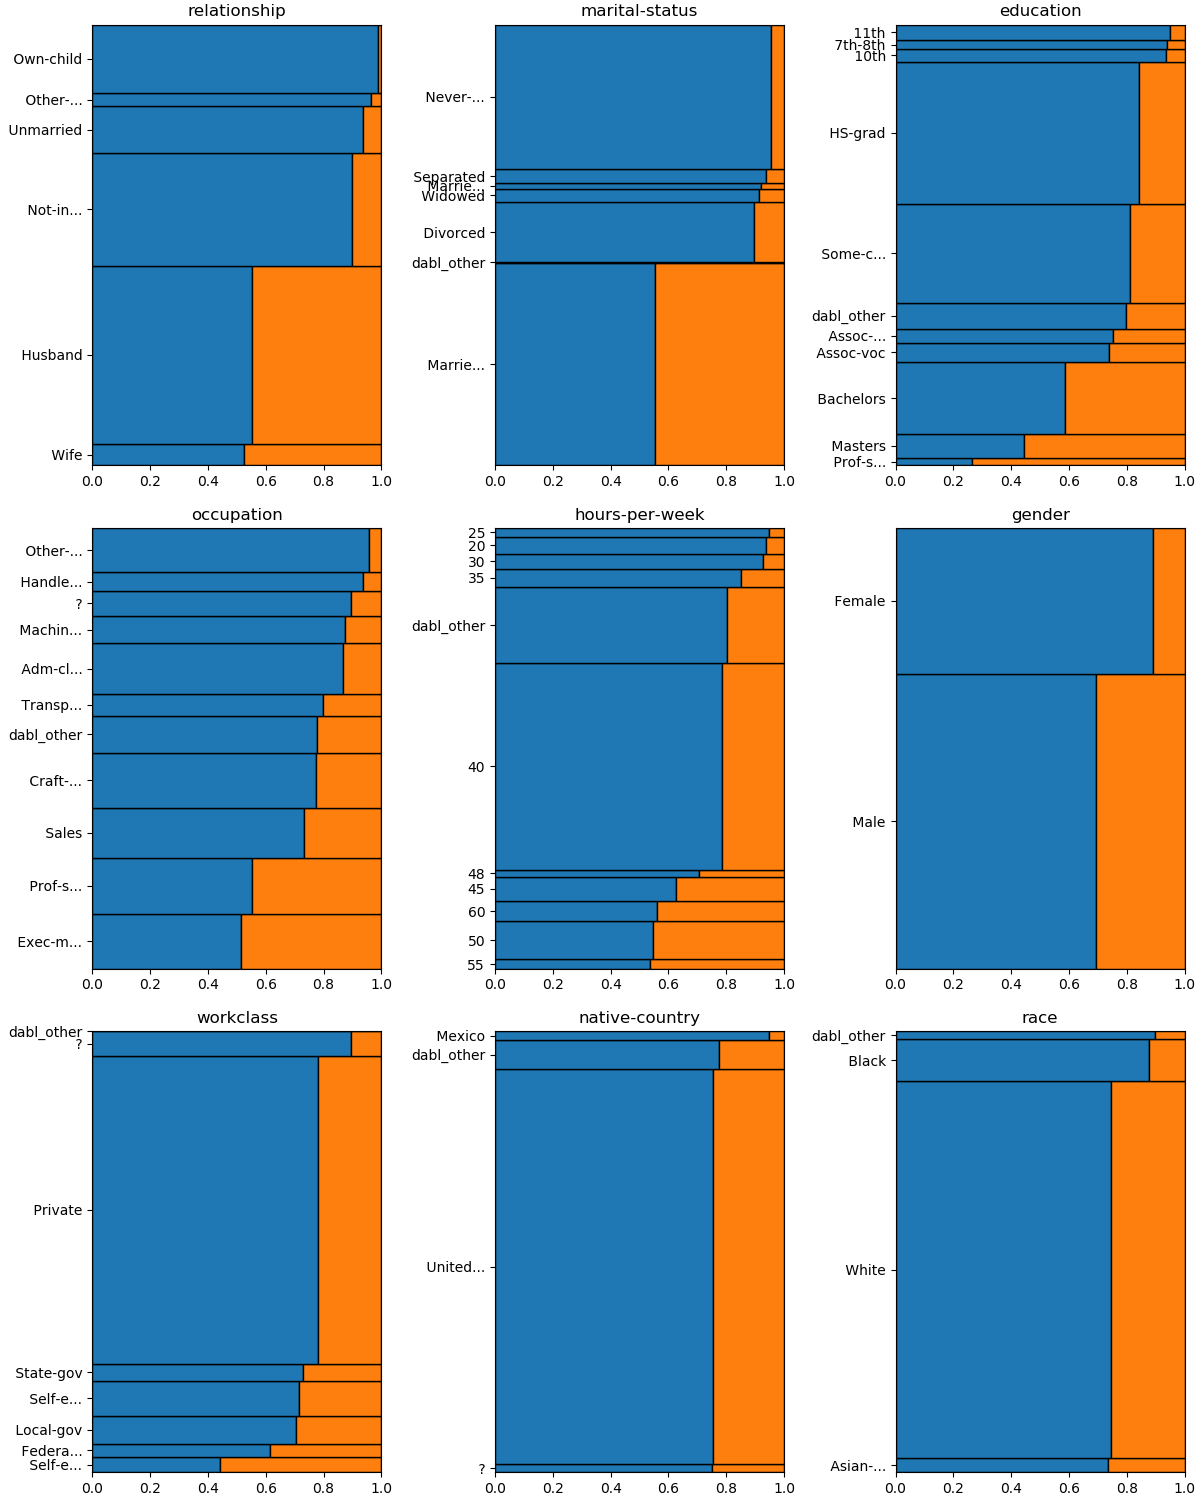 relationship
Own-child
Other-...
Unmarried
Not-in...
Husband
Wife
0.0 0.2 0.4 0.6 0.8 1.0
marital-status
Never-...
Separated
Marrie...
Widowed
Divorced
dabl_other
Marrie...
0.0 0.2 0.4 0.6 0.8 1.0
education
11th
7th-8th
10th
HS-grad
Some-c...
dabl_other
Assoc-...
Assoc-voc
Bachelors
Masters
Prof-s...
0.0 0.2 0.4 0.6 0.8 1.0
occupation
Other-...
Handle...
?
Machin...
Adm-cl...
Transp...
dabl_other
Craft-...
Sales
Prof-s...
Exec-m...
0.0 0.2 0.4 0.6 0.8 1.0
hours-per-week
25
20
30
35
dabl_other
40
48
45
60
50
55
0.0 0.2 0.4 0.6 0.8 1.0
gender
Female
Male
0.0 0.2 0.4 0.6 0.8 1.0
workclass
dabl_other
?
Private
State-gov
Self-e...
Local-gov
Federa...
Self-e...
0.0 0.2 0.4 0.6 0.8 1.0
native-country
Mexico
dabl_other
United...
?
0.0 0.2 0.4 0.6 0.8 1.0
race
dabl_other
Black
White
Asian-...
0.0 0.2 0.4 0.6 0.8 1.0